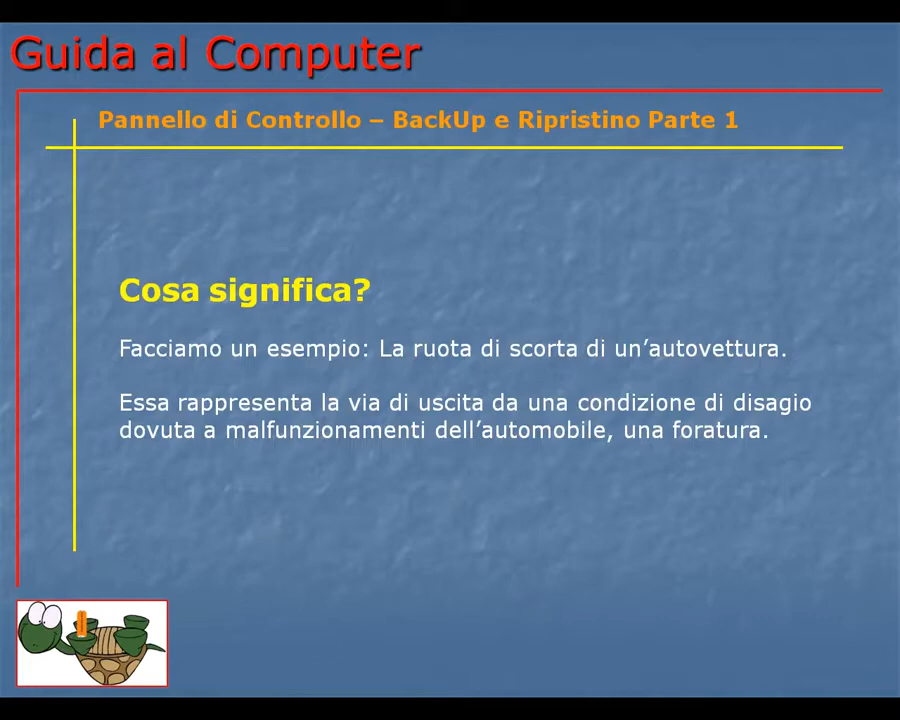 Guida al Computer
Pannello di Controllo – BackUp e Ripristino Parte 1
Cosa significa?
Facciamo un esempio: La ruota di scorta di un’autovettura.
Essa rappresenta la via di uscita da una condizione di disagio
dovuta a malfunzionamenti dell’automobile, una foratura.